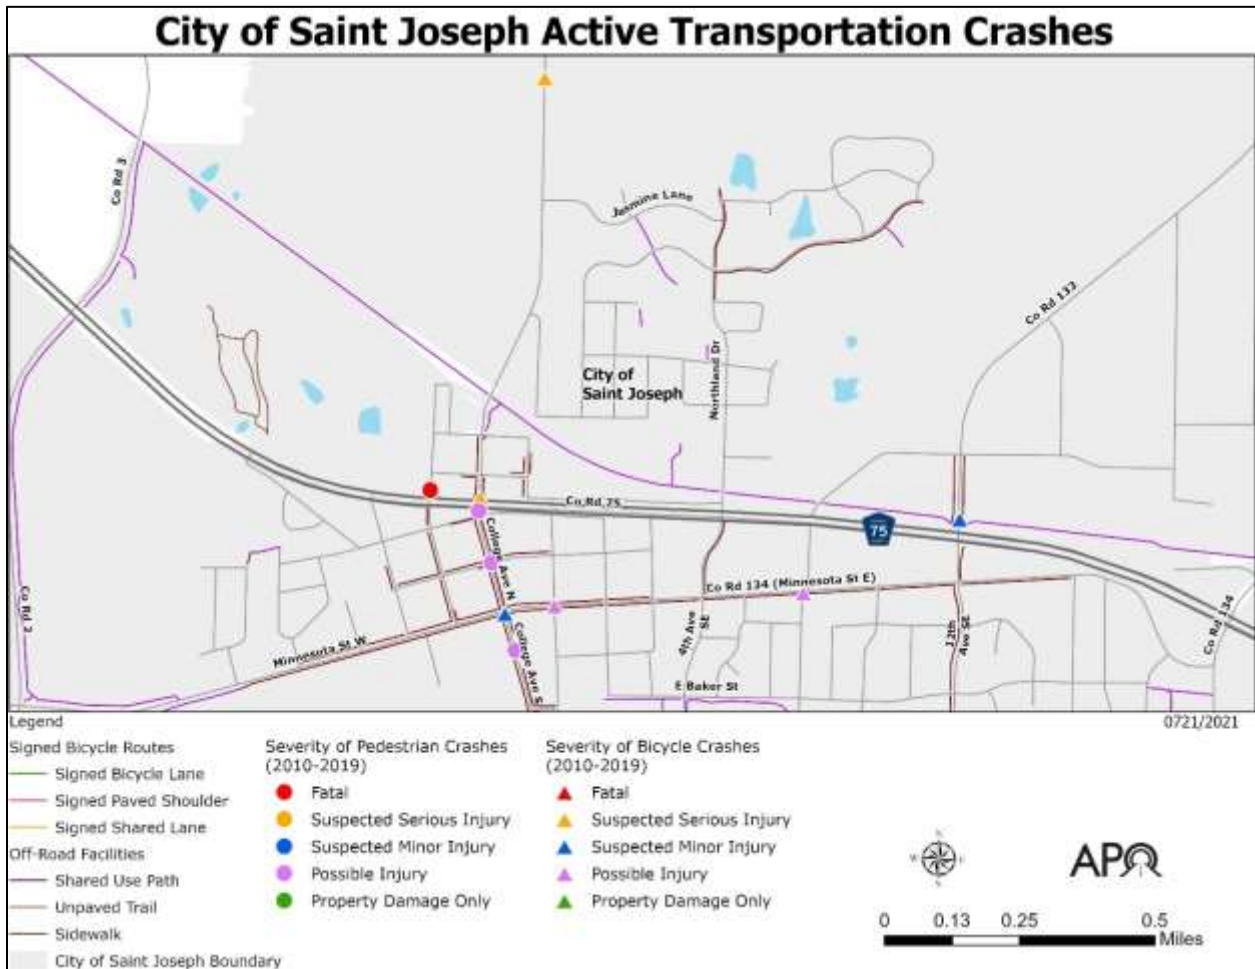 City of Saint Joseph Active Transportation Crashes
Co Rd 3
Jasmine Lane
Co Rd 133
City of
Saint Joseph
Northland Dr
Co Rd 75
75
College Ave N
Co Rd 134 (Minnesota St E)
Co Rd 2
Minnesota St W
College Ave S
4th Ave
SE
12th
Ave SE
Co Rd 134
E Baker St
0721/2021
Legend
Signed Bicycle Routes
Signed Bicycle Lane
Signed Paved Shoulder
Signed Shared Lane
Off-Road Facilities
Shared Use Path
Unpaved Trail
Sidewalk
City of Saint Joseph Boundary
Severity of Pedestrian Crashes
(2010-2019)
Fatal
Suspected Serious Injury
Suspected Minor Injury
Possible Injury
Property Damage Only
Severity of Bicycle Crashes
(2010-2019)
Fatal
Suspected Serious Injury
Suspected Minor Injury
Possible Injury
Property Damage Only
N
W
E
S
APO
0 0.13 0.25 0.5
Miles